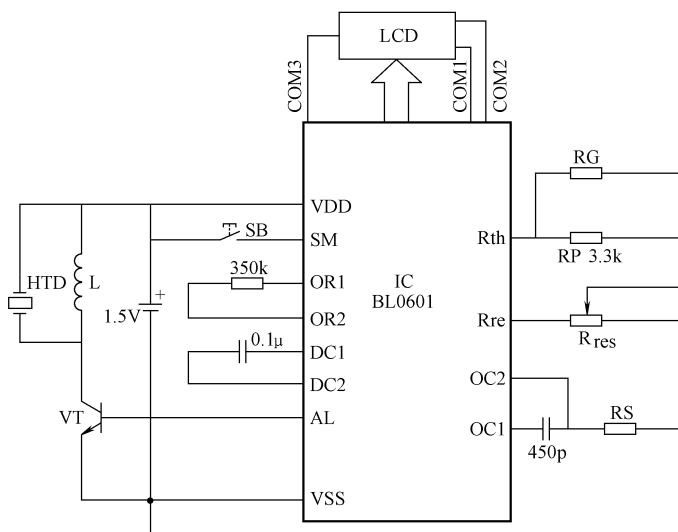 LCD
COM3
COM1
COM2
RG
VDD
SB
SM
Rth
HTD
L
350k
OR1
IC
BL0601
RP 3.3k
1.5V
+
OR2
Rre
0.1μ
DC1
Rres
DC2
OC2
VT
AL
OC1
RS
450p
VSS